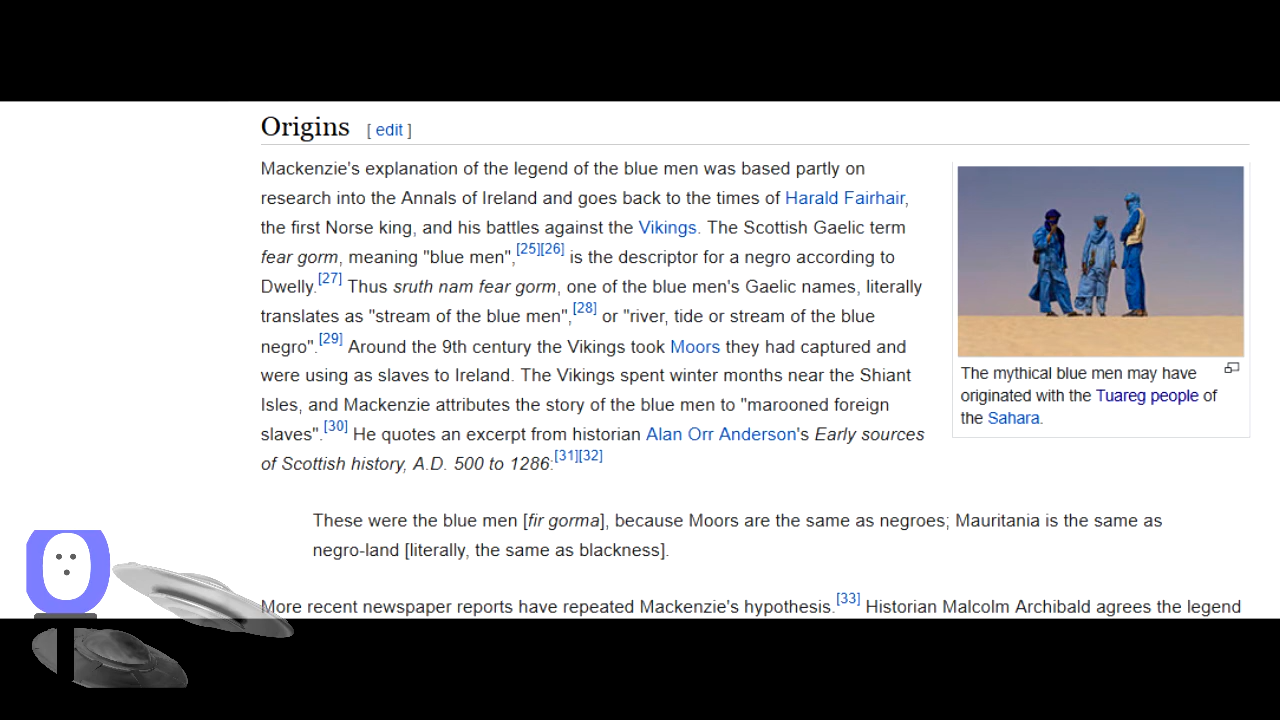 Origins [ edit ]
Mackenzie's explanation of the legend of the blue men was based partly on
research into the Annals of Ireland and goes back to the times of Harald Fairhair,
the first Norse king, and his battles against the Vikings. The Scottish Gaelic term
fear gorm, meaning "blue men",[25][26] is the descriptor for a negro according to
Dwelly.[27] Thus sruth nam fear gorm, one of the blue men's Gaelic names, literally
translates as "stream of the blue men",[28] or "river, tide or stream of the blue
negro".[29] Around the 9th century the Vikings took Moors they had captured and
were using as slaves to Ireland. The Vikings spent winter months near the Shiant
Isles, and Mackenzie attributes the story of the blue men to "marooned foreign
slaves".[30] He quotes an excerpt from historian Alan Orr Anderson's Early sources
of Scottish history, A.D. 500 to 1286:[31][32]
The mythical blue men may have
originated with the Tuareg people of
the Sahara.
These were the blue men [fir gorma], because Moors are the same as negroes; Mauritania is the same as
negro-land [literally, the same as blackness].
More recent newspaper reports have repeated Mackenzie's hypothesis.[33] Historian Malcolm Archibald agrees the legend